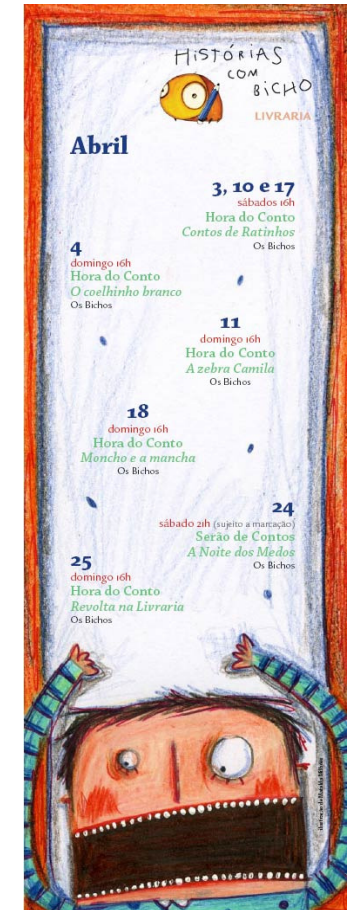 HiSTÓRiAS
COM
BiCHO
LIVRARIA
Abril
3, 10 e 17
sábados 16h
Hora do Conto
Contos de Ratinhos
Os Bichos
4
domingo 16h
Hora do Conto
O coelhinho branco
Os Bichos
11
domingo 16h
Hora do Conto
A zebra Camila
Os Bichos
18
domingo 16h
Hora do Conto
Moncho e a mancha
Os Bichos
24
sábado 21h (sujeito a marcação)
Serão de Contos
A Noite dos Medos
Os Bichos
25
domingo 16h
Hora do Conto
Revolta na Livraria
Os Bichos